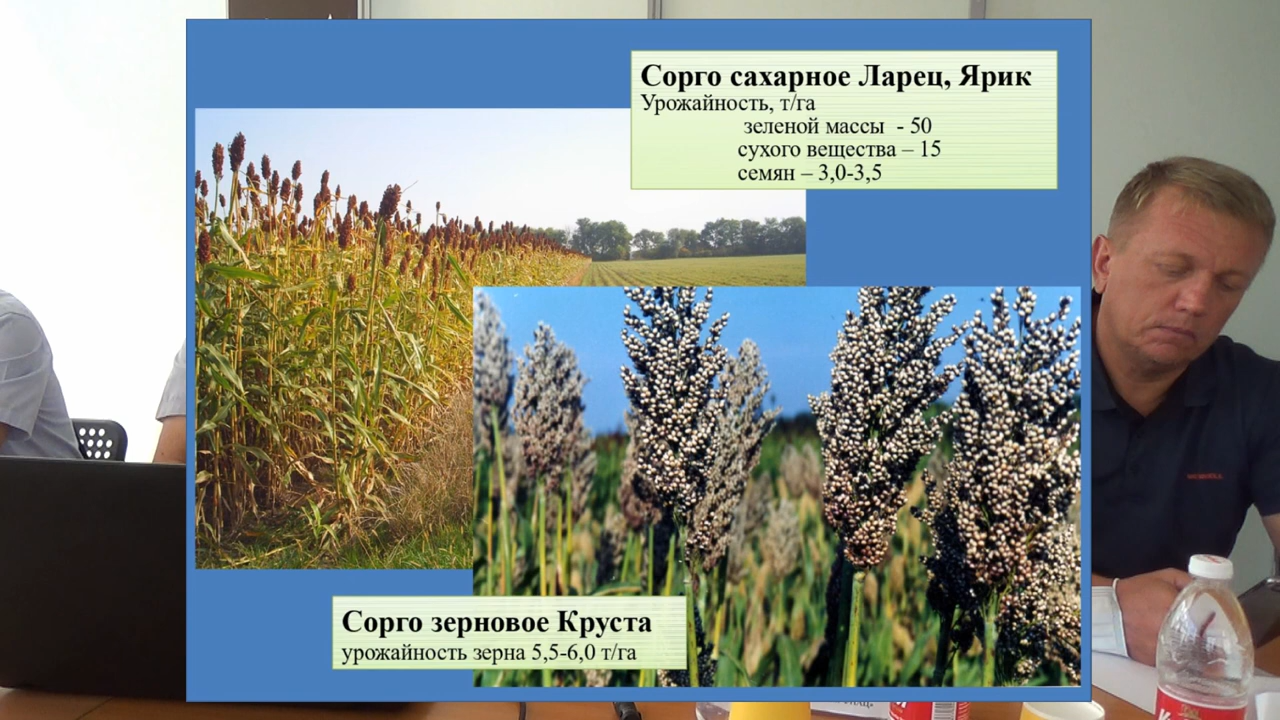 Сорго сахарное Ларец, Ярик
Урожайность, т/га
зеленой массы - 50
сухого вещества – 15
семян – 3,0-3,5
Сорго зерновое Круста
урожайность зерна 5,5-6,0 т/га